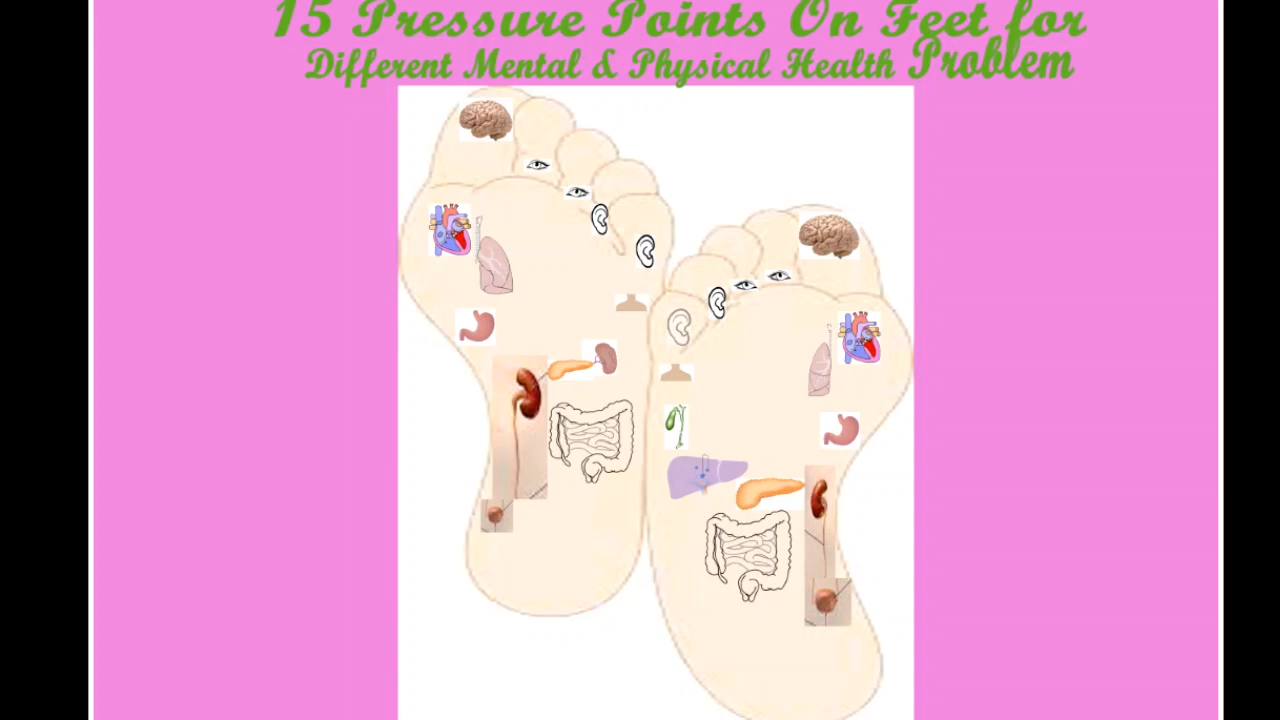 15 Pressure Points On Feet for
Different Mental & Physical Health Problem